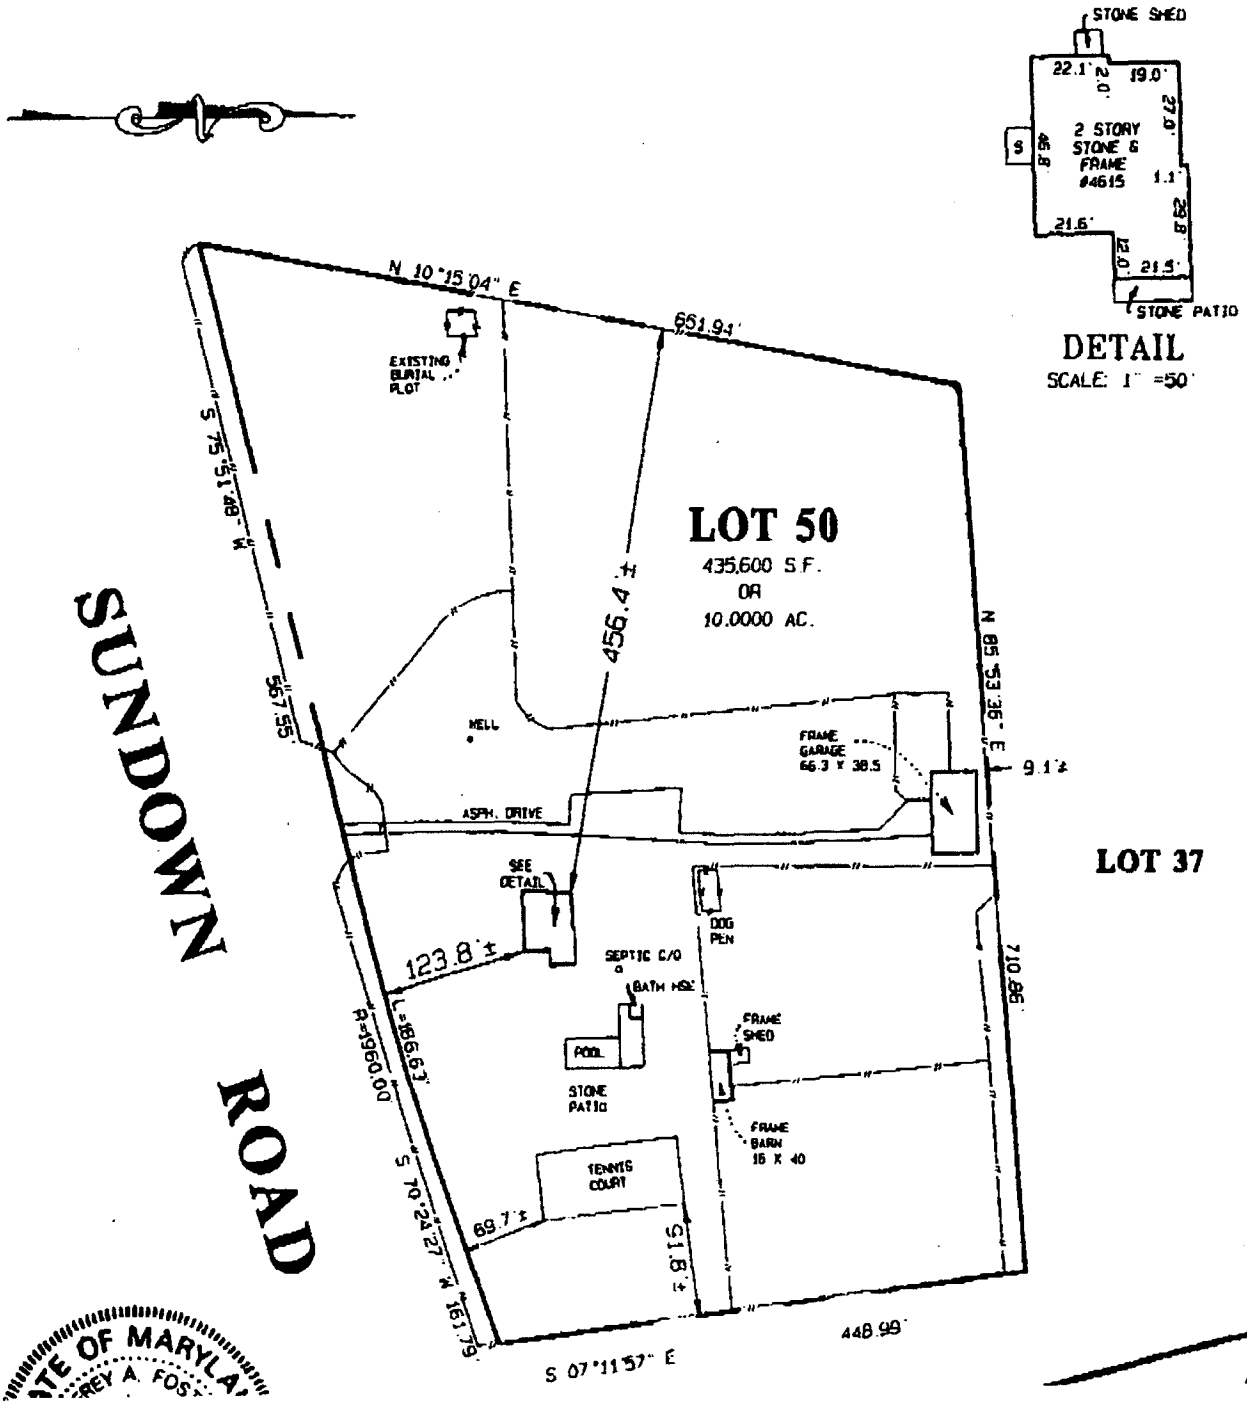 STONE SHED
22.1'
2.0'
19.0'
27.0'
2 STORY
STONE &
FRAME
#4615
S
46.8'
1.1'
29.8'
21.6'
12.0'
21.5'
STONE PATIO
DETAIL
SCALE: 1" =50'
N 10°15'04" E
661.94'
EXISTING
BURIAL
PLOT
S 75°51'48" W
567.55'
LOT 50
435,600 S.F.
OR
10.0000 AC.
456.4'±
N 85°53'36" E
WELL
FRAME
GARAGE
66.3 X 38.5
9.1'±
SUNDOWN
ROAD
ASPH. DRIVE
LOT 37
SEE
DETAIL
DOG
PEN
123.8'±
SEPTIC C/O
BATH HSE
710.86'
L=186.63'
R=1960.00'
FRAME
SHED
POOL
STONE
PATIO
FRAME
BARN
16 X 40
TENNIS
COURT
69.7'±
91.8'±
S 70°24'27" W 161.79'
448.99'
S 07°11'57" E
ATE OF MARYLA
REY A. FOS